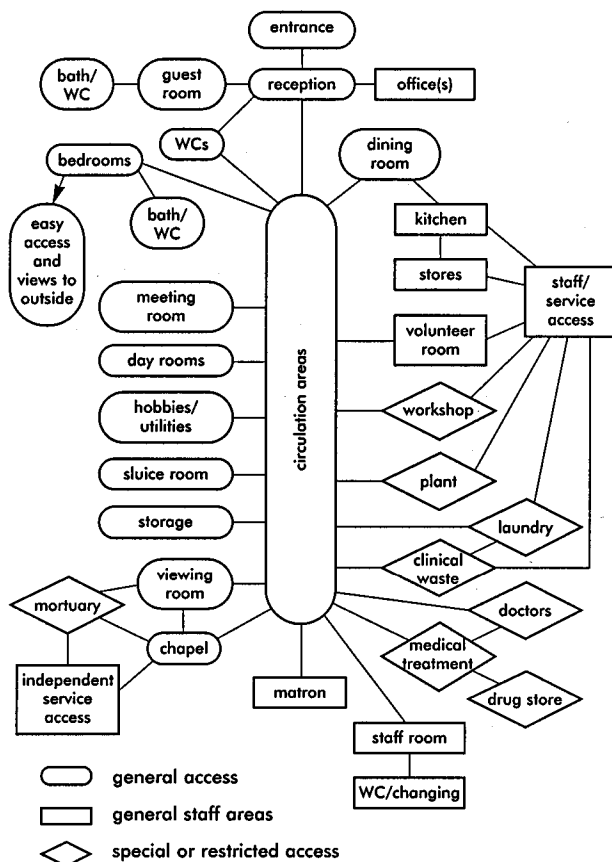 entrance
bath/
WC
guest
room
reception
office(s)
WCs
dining
room
bedrooms
bath/
WC
easy
access
and
views to
outside
kitchen
stores
staff/
service
access
meeting
room
volunteer
room
day rooms
hobbies/
utilities
circulation areas
workshop
sluice room
plant
storage
laundry
clinical
waste
viewing
room
mortuary
chapel
doctors
medical
treatment
independent
service
access
matron
drug store
staff room
WC/changing
general access
general staff areas
special or restricted access